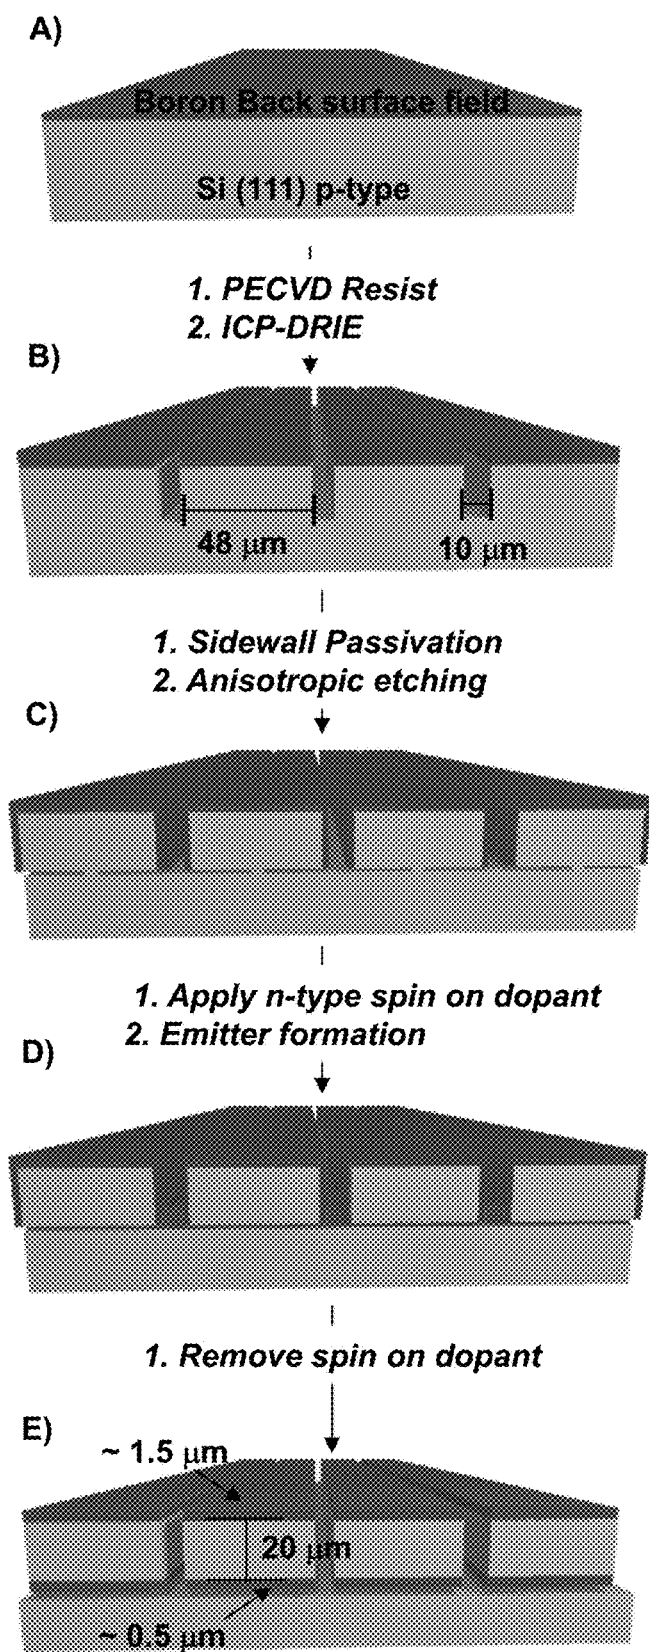 A)
Boron Back surface field
Si (111) p-type
1. PECVD Resist
2. ICP-DRIE
B)
48 μm
10 μm
1. Sidewall Passivation
2. Anisotropic etching
C)
1. Apply n-type spin on dopant
2. Emitter formation
D)
1. Remove spin on dopant
E)
~ 1.5 μm
20 μm
~ 0.5 μm